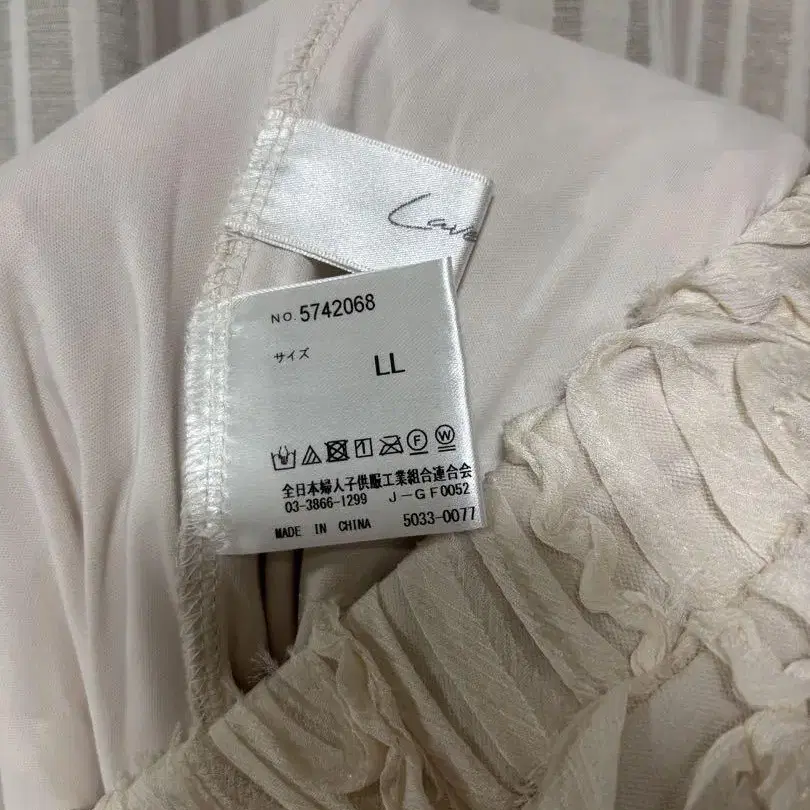 NO. 5742068
サイズ
LL
F W
全日本婦人子供服工業組合連合会
03-3866-1299 J-GF0052
MADE IN CHINA 5033-0077